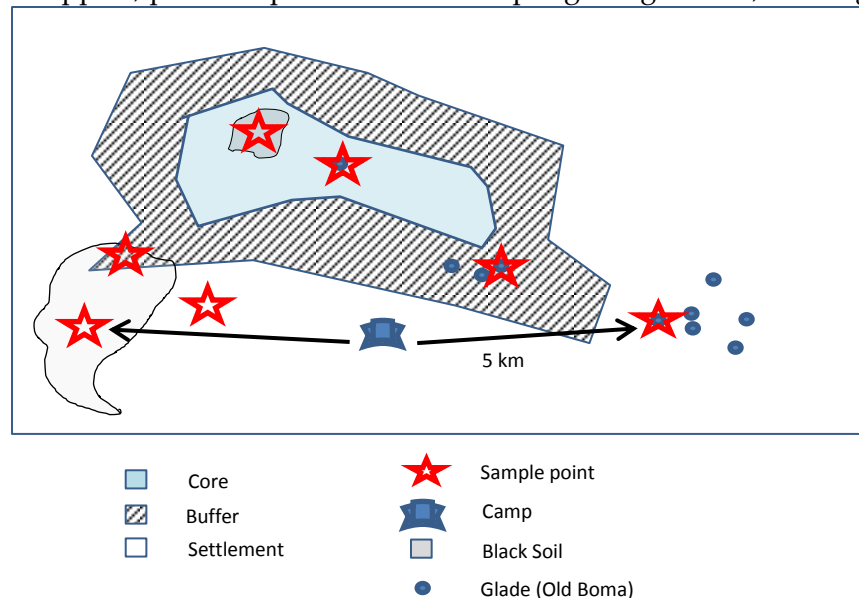 5 km
Core
Buffer
Settlement
Sample point
Camp
Black Soil
Glade (Old Boma)